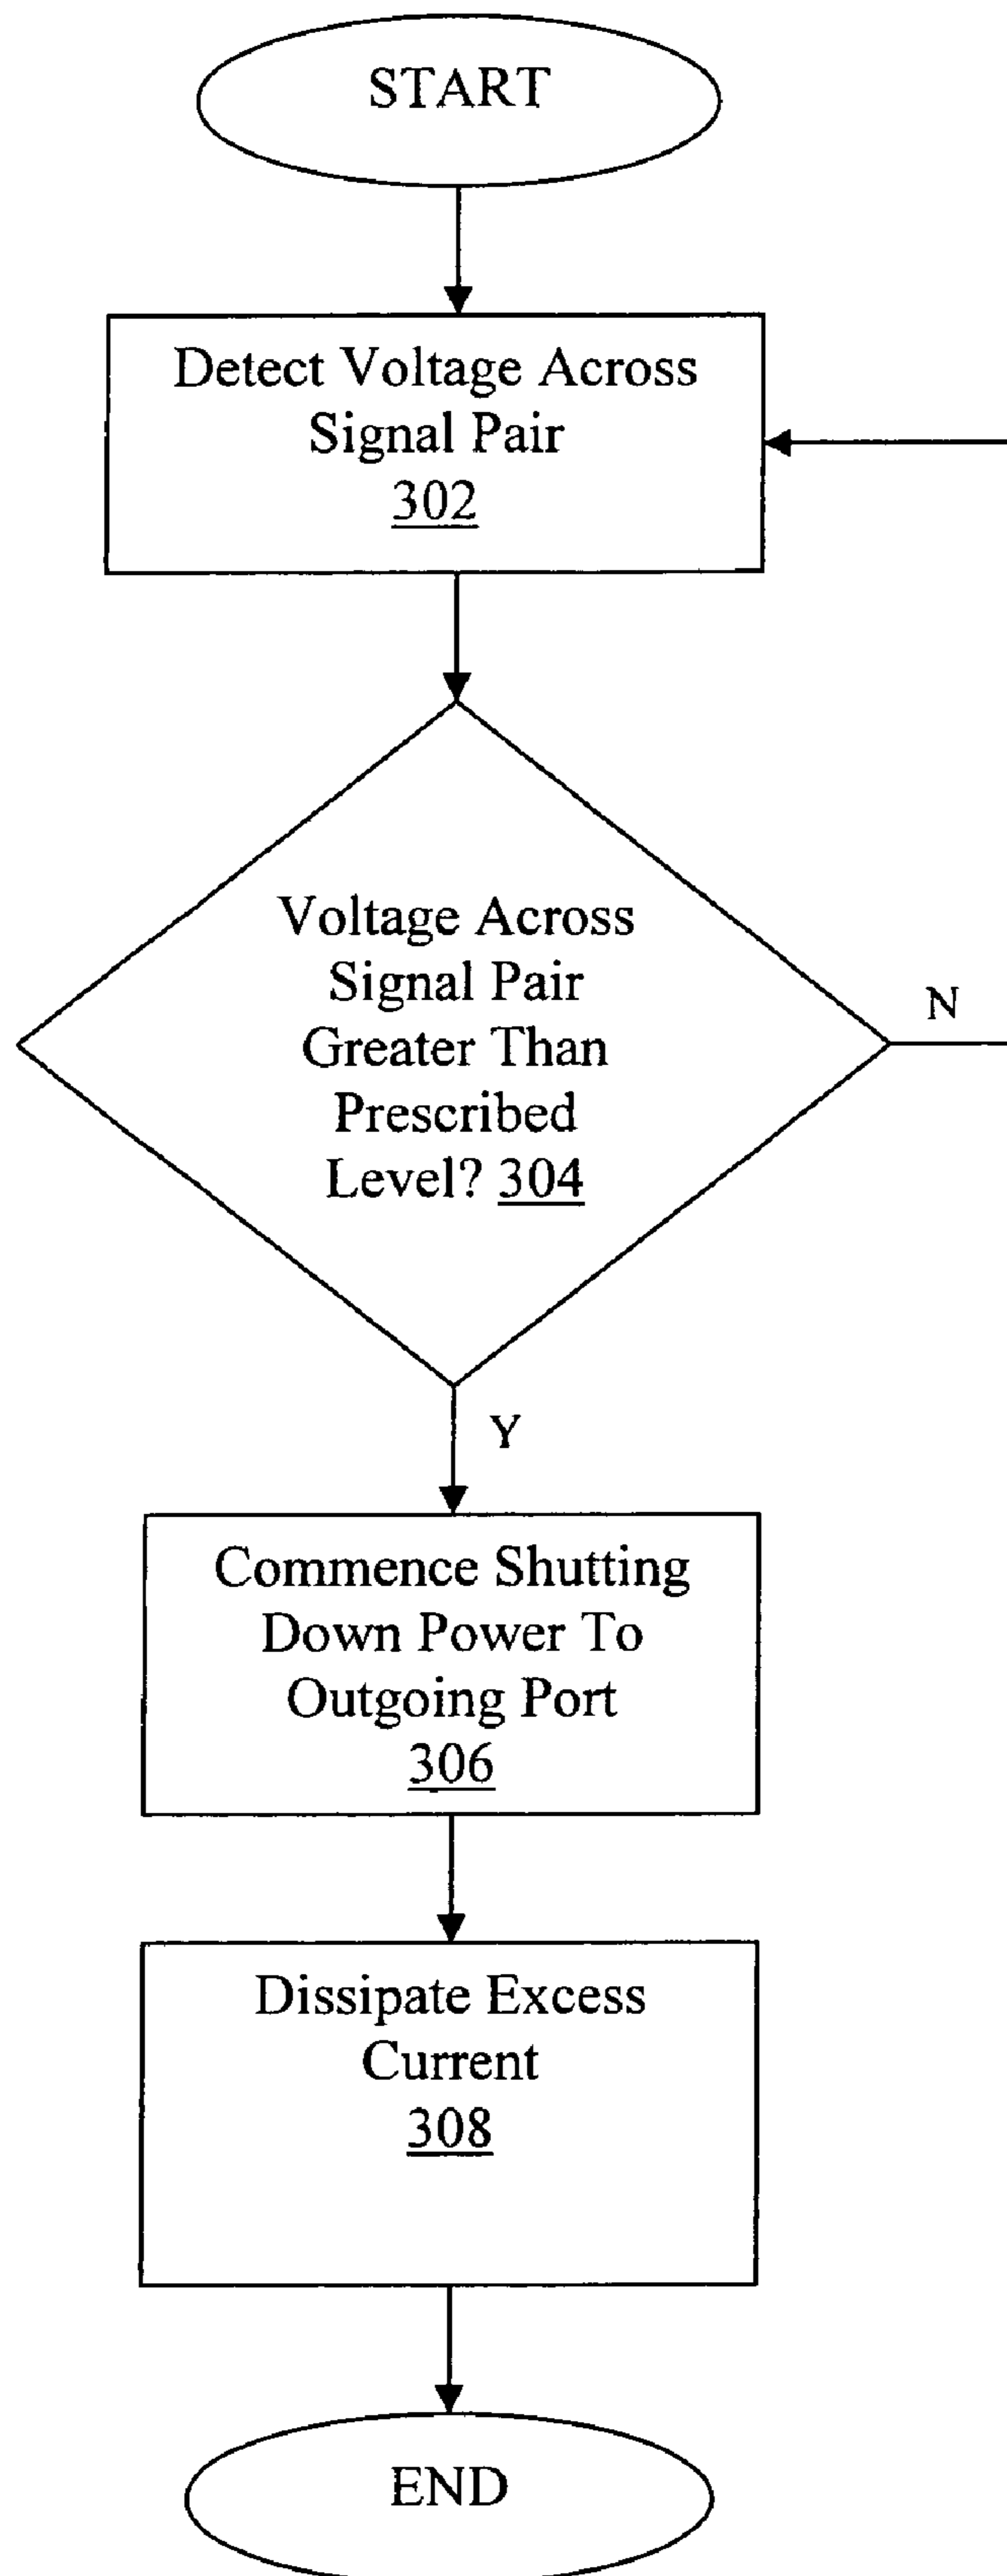 START
Detect Voltage Across
Signal Pair
302
Voltage Across
Signal Pair
Greater Than
Prescribed
Level? 304
N
Y
Commence Shutting
Down Power To
Outgoing Port
306
Dissipate Excess
Current
308
END